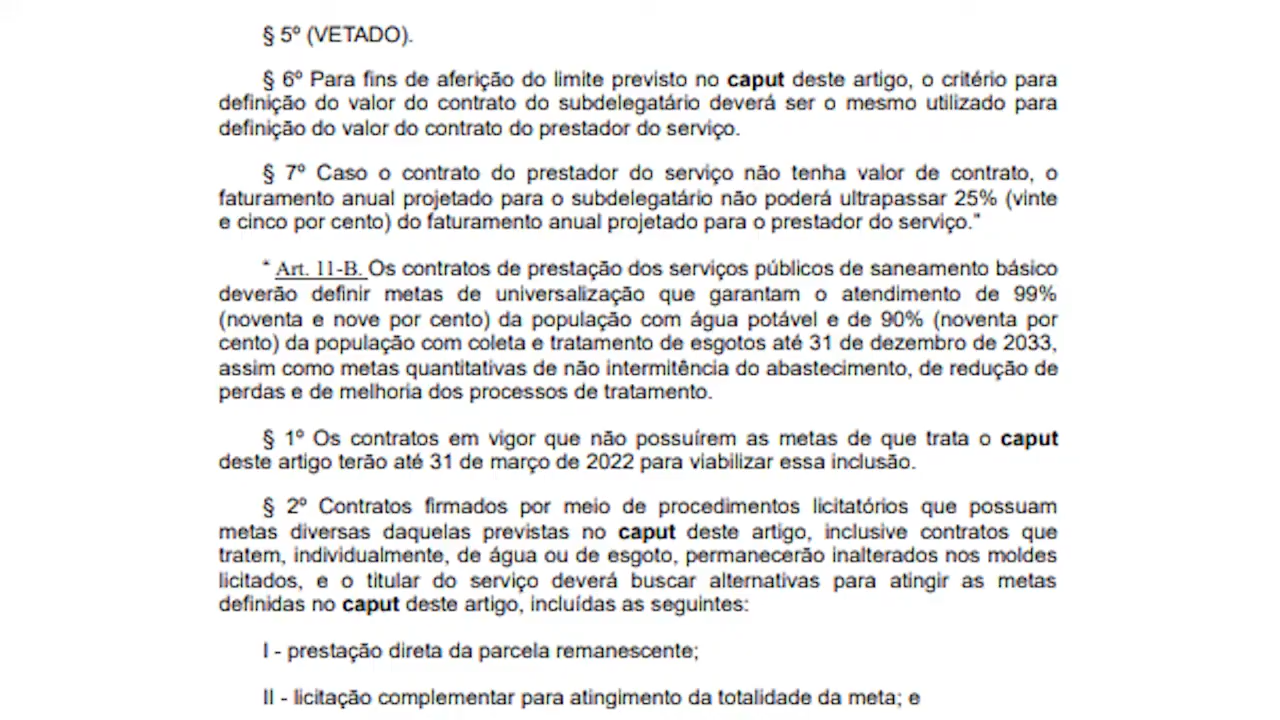 § 5º (VETADO).
§ 6º Para fins de aferição do limite previsto no caput deste artigo, o critério para
definição do valor do contrato do subdelegatário deverá ser o mesmo utilizado para
definição do valor do contrato do prestador do serviço.
§ 7º Caso o contrato do prestador do serviço não tenha valor de contrato, o
faturamento anual projetado para o subdelegatário não poderá ultrapassar 25% (vinte
e cinco por cento) do faturamento anual projetado para o prestador do serviço."
" Art. 11-B. Os contratos de prestação dos serviços públicos de saneamento básico
deverão definir metas de universalização que garantam o atendimento de 99%
(noventa e nove por cento) da população com água potável e de 90% (noventa por
cento) da população com coleta e tratamento de esgotos até 31 de dezembro de 2033,
assim como metas quantitativas de não intermitência do abastecimento, de redução de
perdas e de melhoria dos processos de tratamento.
§ 1º Os contratos em vigor que não possuírem as metas de que trata o caput
deste artigo terão até 31 de março de 2022 para viabilizar essa inclusão.
§ 2º Contratos firmados por meio de procedimentos licitatórios que possuam
metas diversas daquelas previstas no caput deste artigo, inclusive contratos que
tratem, individualmente, de água ou de esgoto, permanecerão inalterados nos moldes
licitados, e o titular do serviço deverá buscar alternativas para atingir as metas
definidas no caput deste artigo, incluídas as seguintes:
I - prestação direta da parcela remanescente;
II - licitação complementar para atingimento da totalidade da meta; e